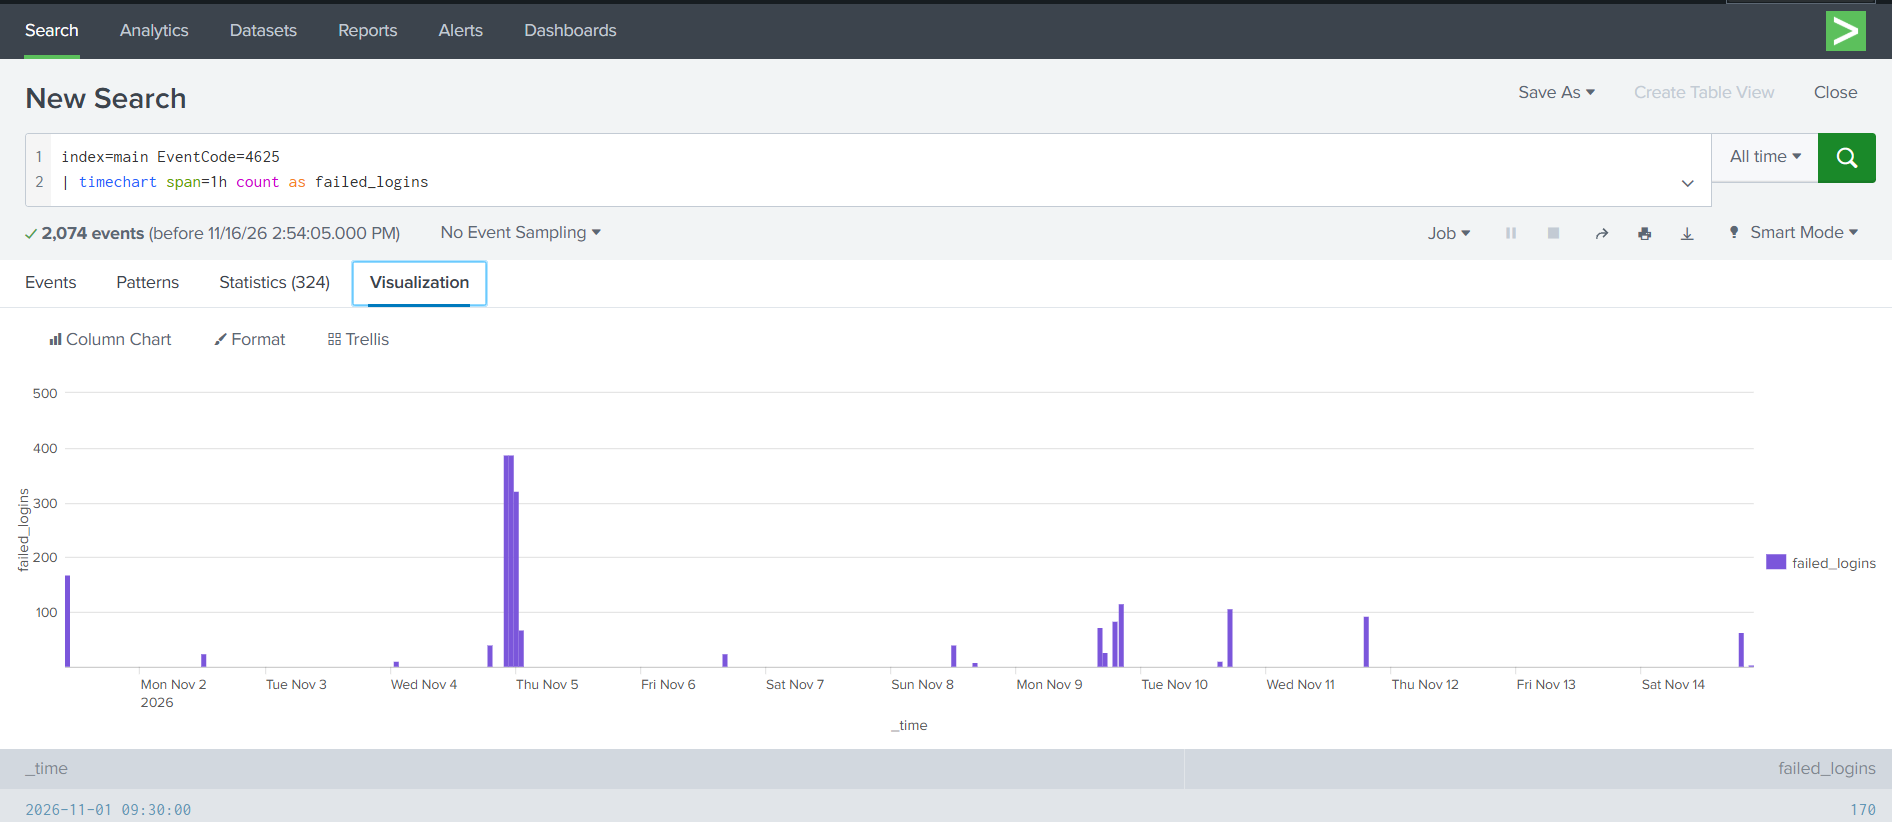 Search Analytics Datasets Reports Alerts Dashboards
New Search
Save As Create Table View Close
1 index=main EventCode=4625
2 | timechart span=1h count as failed_logins
All time
2,074 events (before 11/16/26 2:54:05.000 PM) No Event Sampling
Job Smart Mode
Events Patterns Statistics (324) Visualization
Column Chart Format Trellis
500
400
300
200
100
failed_logins
failed_logins
Mon Nov 2 Tue Nov 3 Wed Nov 4 Thu Nov 5 Fri Nov 6 Sat Nov 7 Sun Nov 8 Mon Nov 9 Tue Nov 10 Wed Nov 11 Thu Nov 12 Fri Nov 13 Sat Nov 14
2026
_time
_time failed_logins
2026-11-01 09:30:00 170